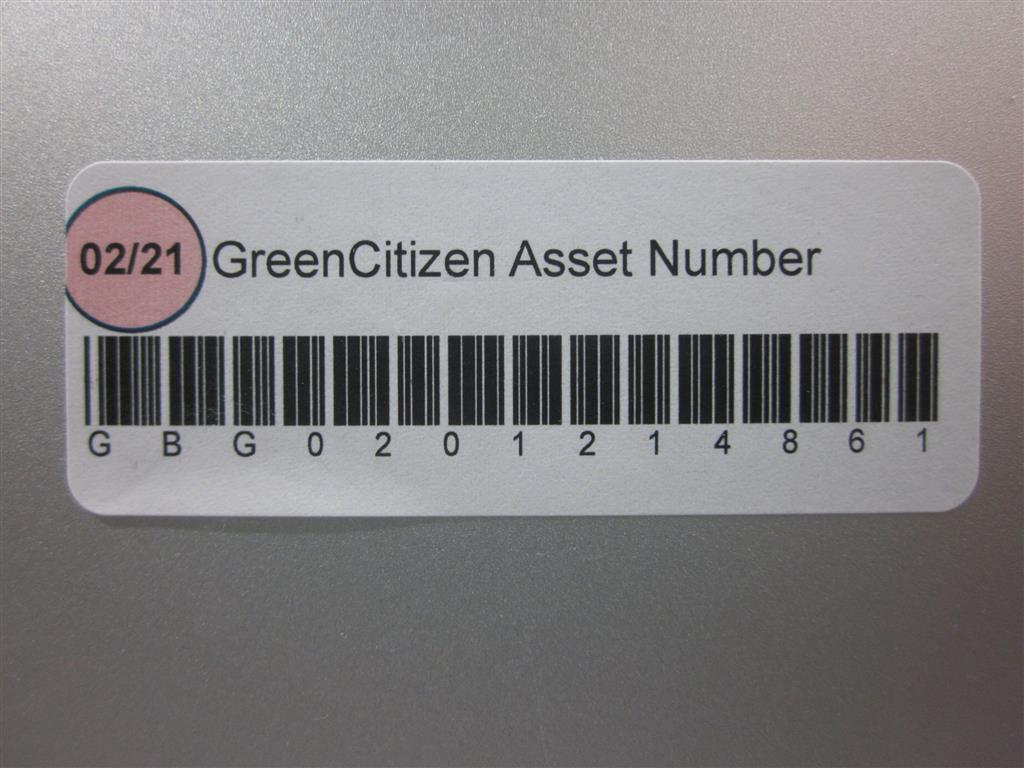 02/21 GreenCitizen Asset Number
G B G 0 2 0 1 2 1 4 8 6 1